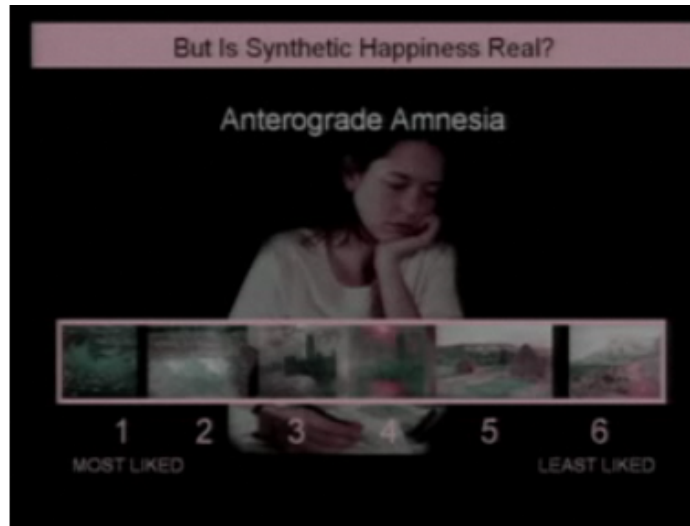 But Is Synthetic Happiness Real?
Anterograde Amnesia
1 2 3 4 5 6
MOST LIKED LEAST LIKED